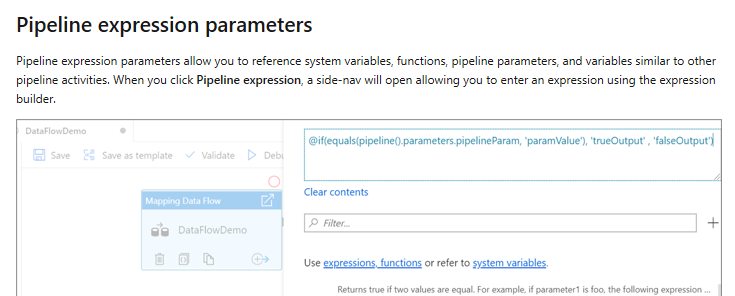 Pipeline expression parameters
Pipeline expression parameters allow you to reference system variables, functions, pipeline parameters, and variables similar to other
pipeline activities. When you click Pipeline expression, a side-nav will open allowing you to enter an expression using the expression
builder.
DataFlowDemo
Save Save as template Validate Debu
@if(equals(pipeline().parameters.pipelineParam, 'paramValue'), 'trueOutput' , 'falseOutput')
Clear contents
Mapping Data Flow
DataFlowDemo
Filter...
Use expressions, functions or refer to system variables.
Returns true if two values are equal. For example, if parameter1 is foo, the following expression ...